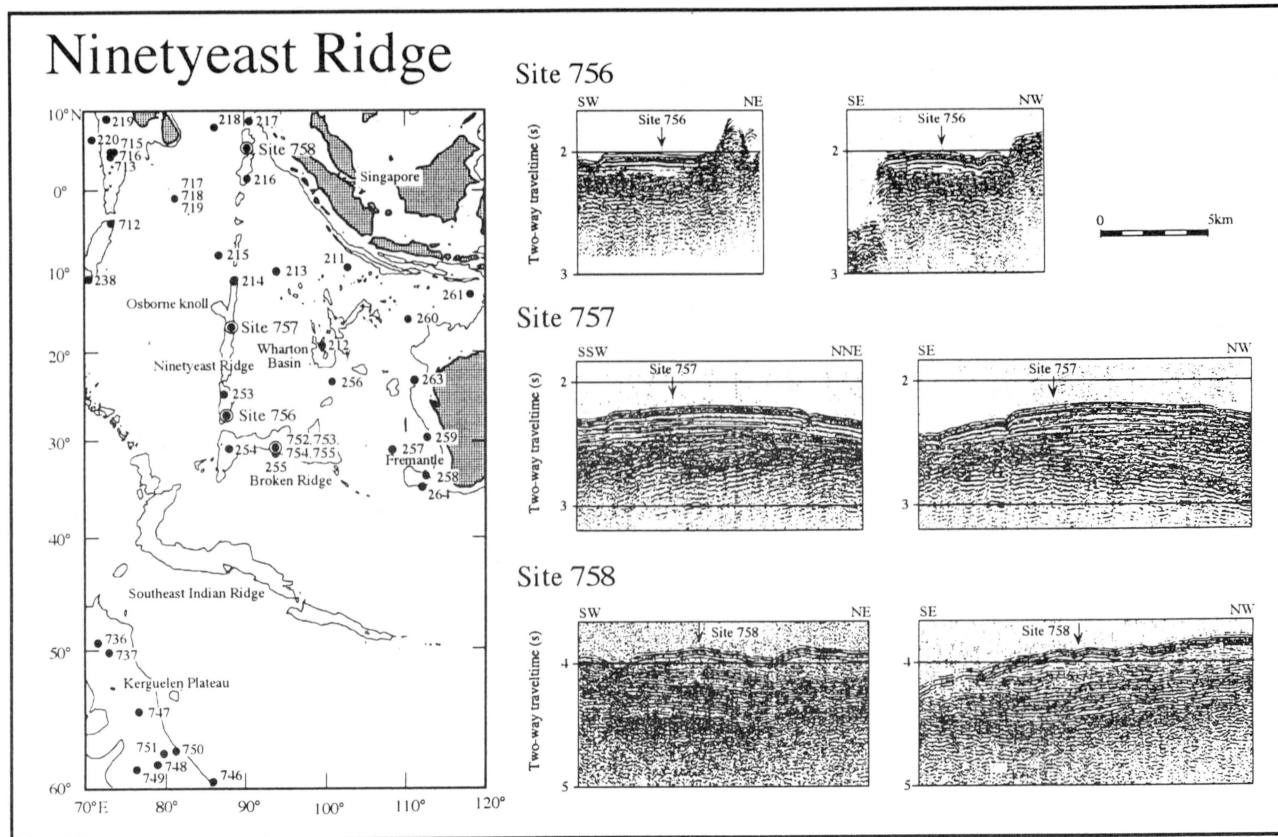 Ninetyeast Ridge
10°N
0°
10°
20°
30°
40°
50°
60°
70°E
80°
90°
100°
110°
120°
219
218
217
220
715
716
713
Site 758
216
Singapore
717
718
719
712
215
213
211
238
214
261
Osborne knoll
260
Site 757
212
Wharton
Basin
Ninetyeast Ridge
256
263
253
Site 756
254
752,753,
754,755
255
Broken Ridge
257
259
Fremantle
258
264
Southeast Indian Ridge
736
737
Kerguelen Plateau
747
751
750
748
749
746
Site 756
SW
NE
Site 756
Two-way traveltime (s)
2
3
SE
NW
Site 756
2
3
0
5km
Site 757
SSW
NNE
Site 757
Two-way traveltime (s)
2
3
SE
NW
Site 757
2
3
Site 758
SW
NE
Site 758
Two-way traveltime (s)
4
5
SE
NW
Site 758
4
5